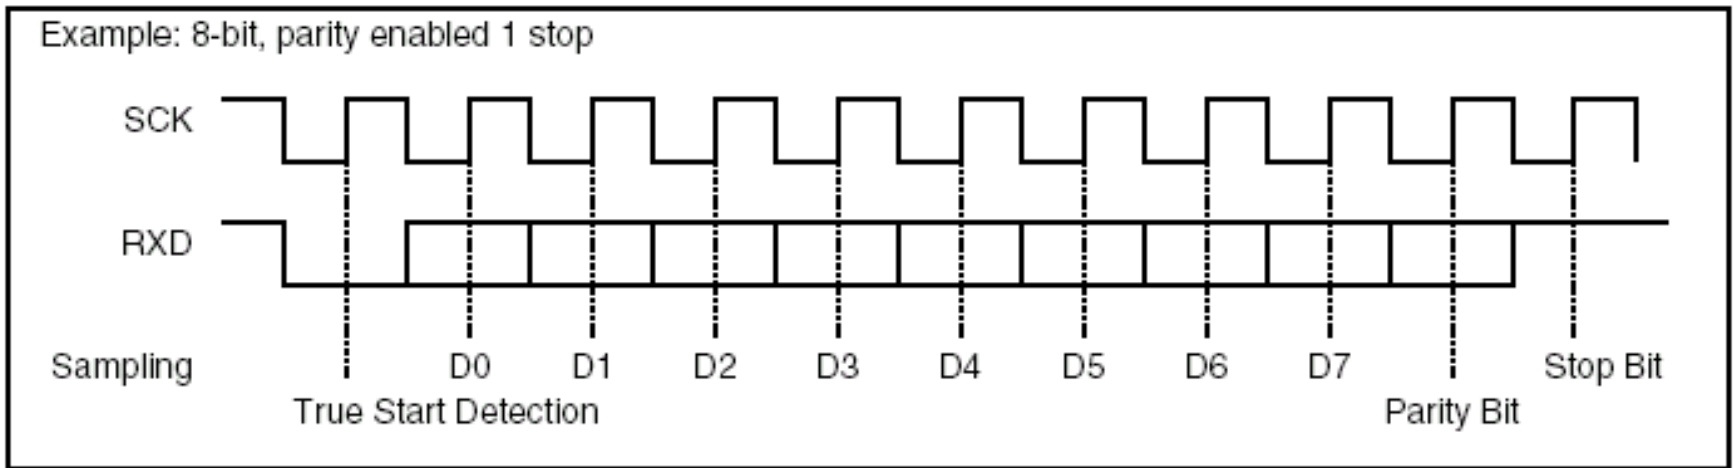 Example: 8-bit, parity enabled 1 stop
SCK
RXD
Sampling D0 D1 D2 D3 D4 D5 D6 D7 Stop Bit
True Start Detection Parity Bit